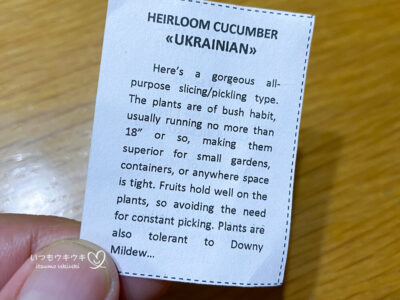 HEIRLOOM CUCUMBER
«UKRAINIAN»
Here's a gorgeous all-
purpose slicing/pickling type.
The plants are of bush habit,
usually running no more than
18" or so, making them
superior for small gardens,
containers, or anywhere space
is tight. Fruits hold well on the
plants, so avoiding the need
for constant picking. Plants are
also tolerant to Downy
Mildew...
いつもウキウキ
itsumo ukiuki